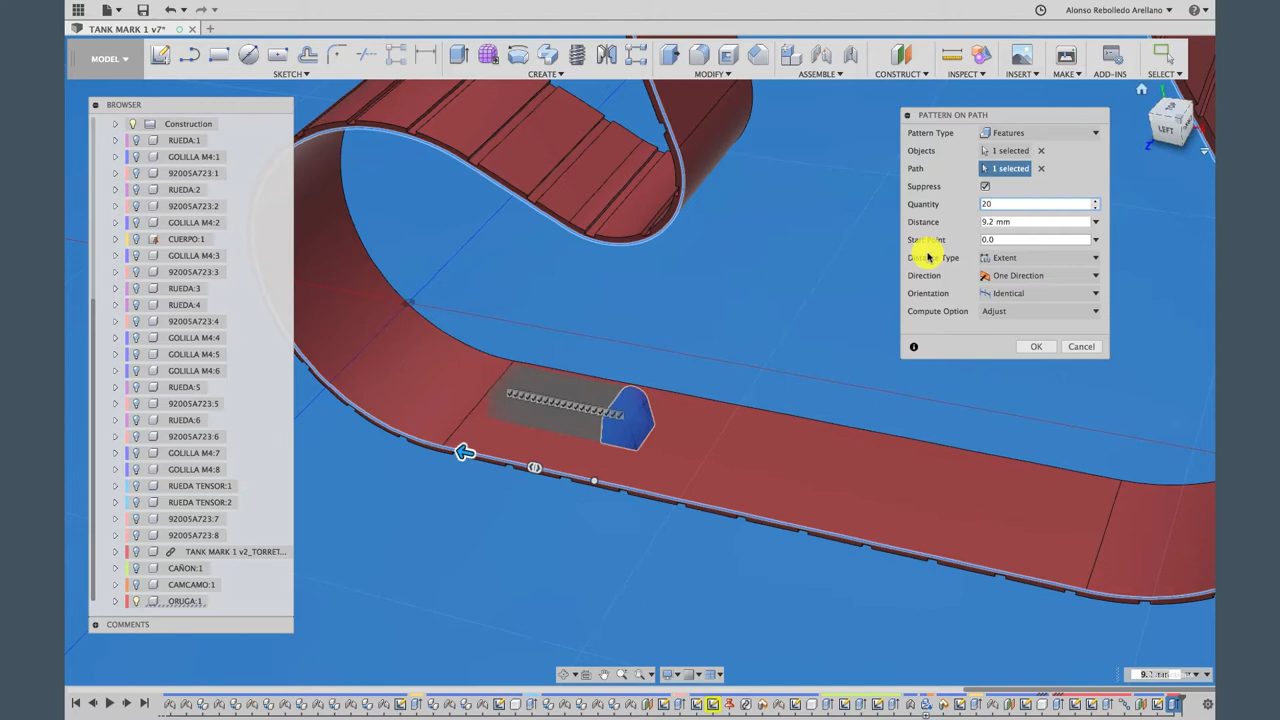 Alonso Rebolledo Arellano
TANK MARK 1 v7*
MODEL
SKETCH
CREATE
MODIFY
ASSEMBLE
CONSTRUCT
INSPECT
INSERT
MAKE
ADD-INS
SELECT
BROWSER
Construction
RUEDA:1
GOLILLA M4:1
92005A723:1
RUEDA:2
92005A723:2
GOLILLA M4:2
CUERPO:1
GOLILLA M4:3
92005A723:3
RUEDA:3
RUEDA:4
92005A723:4
GOLILLA M4:4
GOLILLA M4:5
GOLILLA M4:6
RUEDA:5
92005A723:5
RUEDA:6
92005A723:6
GOLILLA M4:7
GOLILLA M4:8
RUEDA TENSOR:1
RUEDA TENSOR:2
92005A723:7
92005A723:8
TANK MARK 1 v2_TORRET...
CAÑON:1
CAMCAMO:1
ORUGA:1
COMMENTS
PATTERN ON PATH
Pattern Type Features
Objects 1 selected
Path 1 selected
Suppress
Quantity 20
Distance 9.2 mm
Start Point 0.0
Distance Type Extent
Direction One Direction
Orientation Identical
Compute Option Adjust
OK Cancel
LEFT